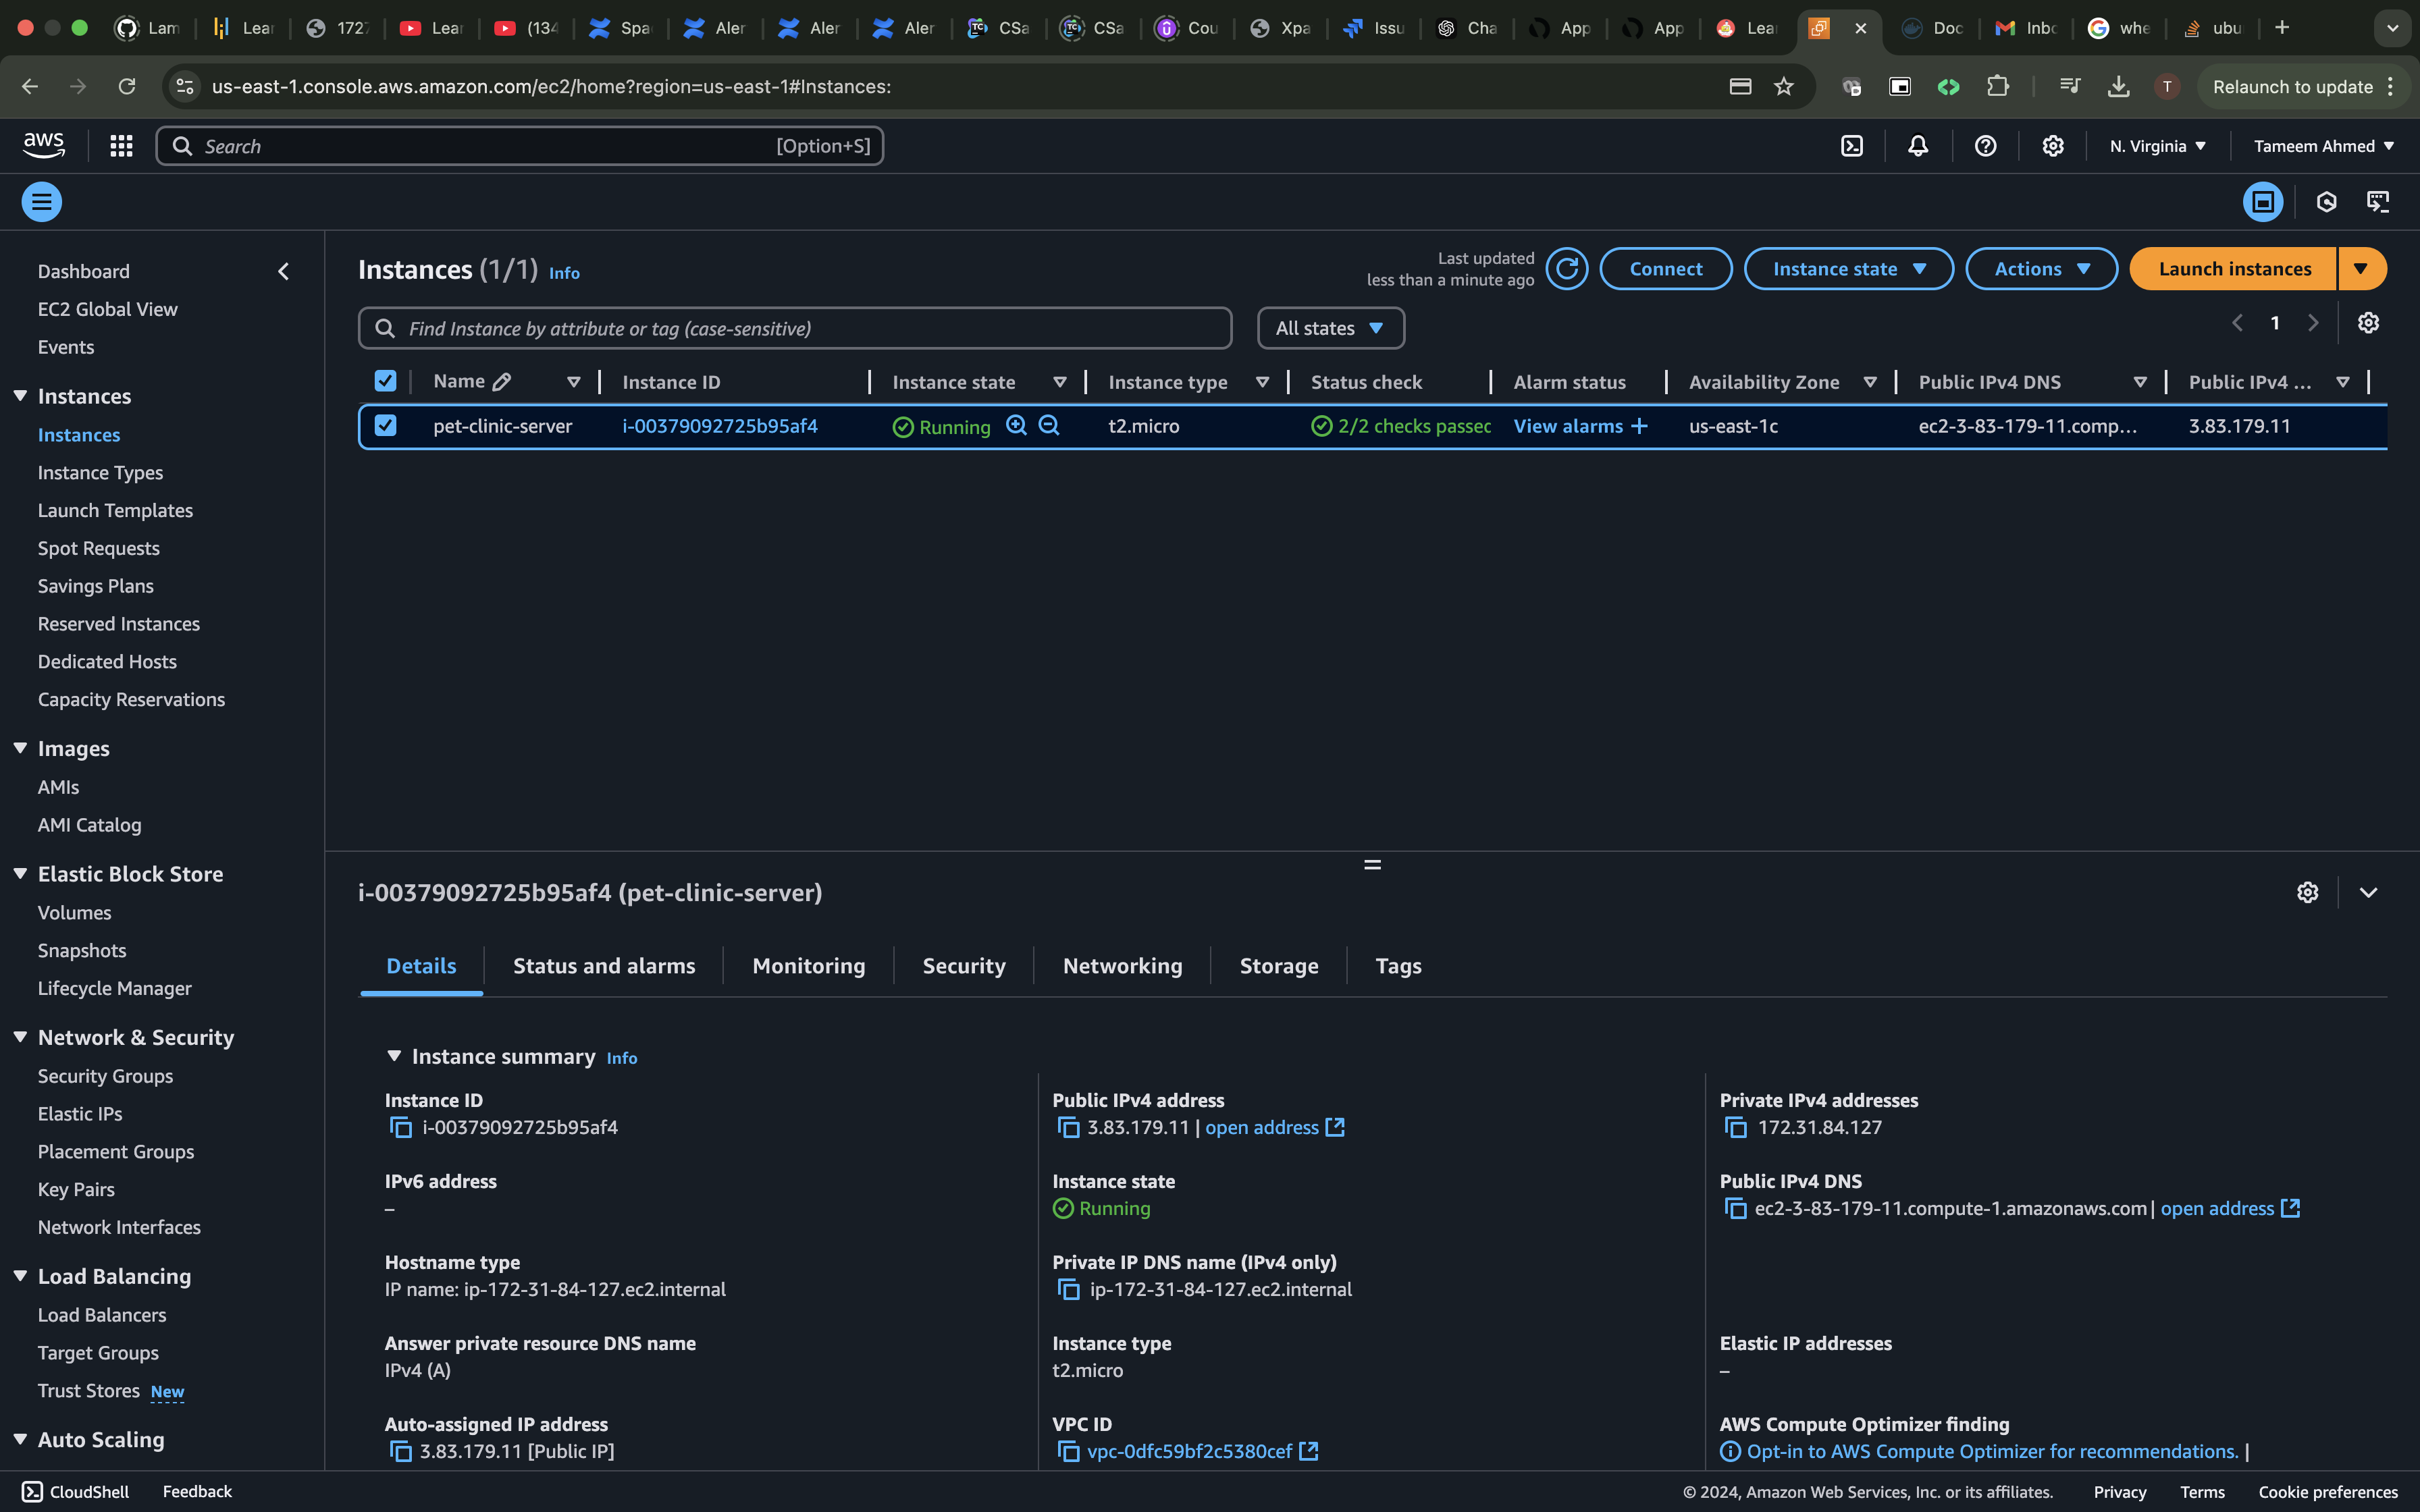 Lam
Lear
172
Lear
(134
Spa
Aler
Aler
Aler
CSa
CSa
Cou
Xpa
Issu
Cha
App
App
Lear
Doc
Inbo
whe
ubu
us-east-1.console.aws.amazon.com/ec2/home?region=us-east-1#Instances:
T
Relaunch to update
aws
Search [Option+S]
N. Virginia
Tameem Ahmed
Dashboard
EC2 Global View
Events
Instances
Instances
Instance Types
Launch Templates
Spot Requests
Savings Plans
Reserved Instances
Dedicated Hosts
Capacity Reservations
Images
AMIs
AMI Catalog
Elastic Block Store
Volumes
Snapshots
Lifecycle Manager
Network & Security
Security Groups
Elastic IPs
Placement Groups
Key Pairs
Network Interfaces
Load Balancing
Load Balancers
Target Groups
Trust Stores New
Auto Scaling
Instances (1/1) Info
Last updated
less than a minute ago
Connect
Instance state
Actions
Launch instances
Find Instance by attribute or tag (case-sensitive)
All states
1
Name Instance ID Instance state Instance type Status check Alarm status Availability Zone Public IPv4 DNS Public IPv4 ...
pet-clinic-server i-00379092725b95af4 Running t2.micro 2/2 checks passec View alarms + us-east-1c ec2-3-83-179-11.comp... 3.83.179.11
i-00379092725b95af4 (pet-clinic-server)
Details Status and alarms Monitoring Security Networking Storage Tags
Instance summary Info
Instance ID
i-00379092725b95af4
Public IPv4 address
3.83.179.11 | open address
Private IPv4 addresses
172.31.84.127
IPv6 address
–
Instance state
Running
Public IPv4 DNS
ec2-3-83-179-11.compute-1.amazonaws.com | open address
Hostname type
IP name: ip-172-31-84-127.ec2.internal
Private IP DNS name (IPv4 only)
ip-172-31-84-127.ec2.internal
Answer private resource DNS name
IPv4 (A)
Instance type
t2.micro
Elastic IP addresses
–
Auto-assigned IP address
3.83.179.11 [Public IP]
VPC ID
vpc-0dfc59bf2c5380cef
AWS Compute Optimizer finding
Opt-in to AWS Compute Optimizer for recommendations. |
CloudShell
Feedback
© 2024, Amazon Web Services, Inc. or its affiliates.
Privacy
Terms
Cookie preferences